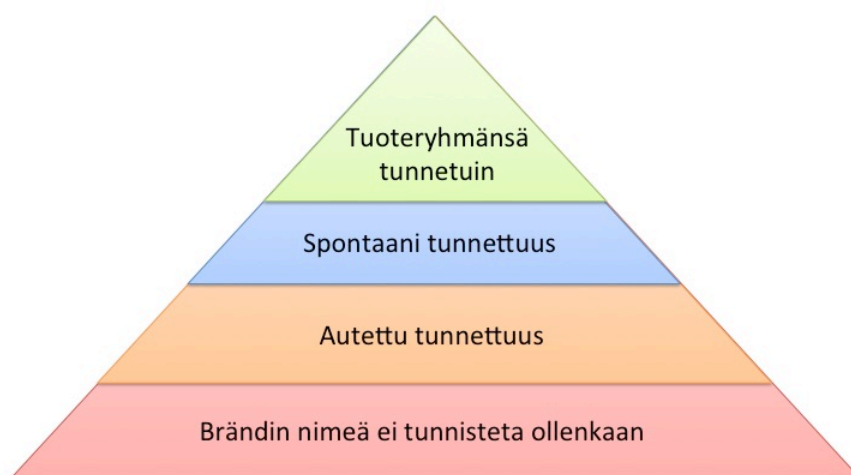 Tuoteryhmänsä
tunnetuin
Spontaani tunnettuus
Autettu tunnettuus
Brändin nimeä ei tunnisteta ollenkaan